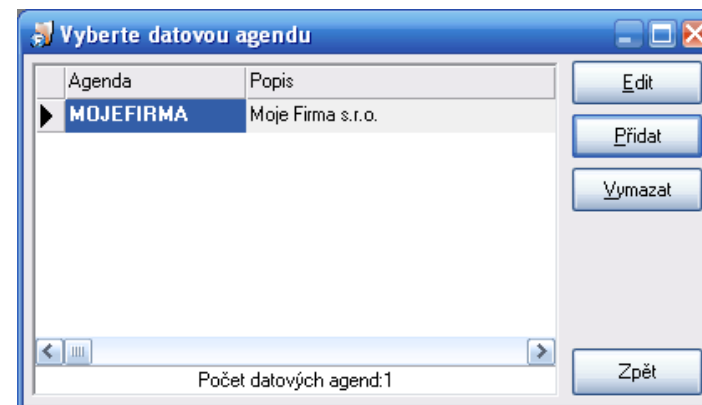 Vyberte datovou agendu
Agenda Popis
MOJEFIRMA Moje Firma s.r.o.
Edit
Přidat
Vymazat
Zpět
Počet datových agend:1